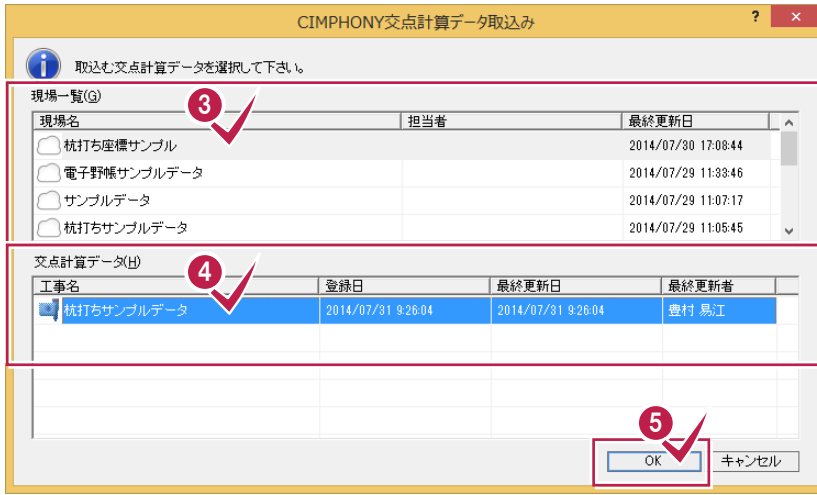 CIMPHONY交点計算データ取込み ? ×
取込む交点計算データを選択して下さい。
現場一覧(G)
3
現場名 担当者 最終更新日
杭打ち座標サンプル 2014/07/30 17:08:44
電子野帳サンプルデータ 2014/07/29 11:33:46
サンプルデータ 2014/07/29 11:07:17
杭打ちサンプルデータ 2014/07/29 11:05:45
交点計算データ(H)
4
工事名 登録日 最終更新日 最終更新者
杭打ちサンプルデータ 2014/07/31 9:26:04 2014/07/31 9:26:04 豊村 易江
5
OK キャンセル